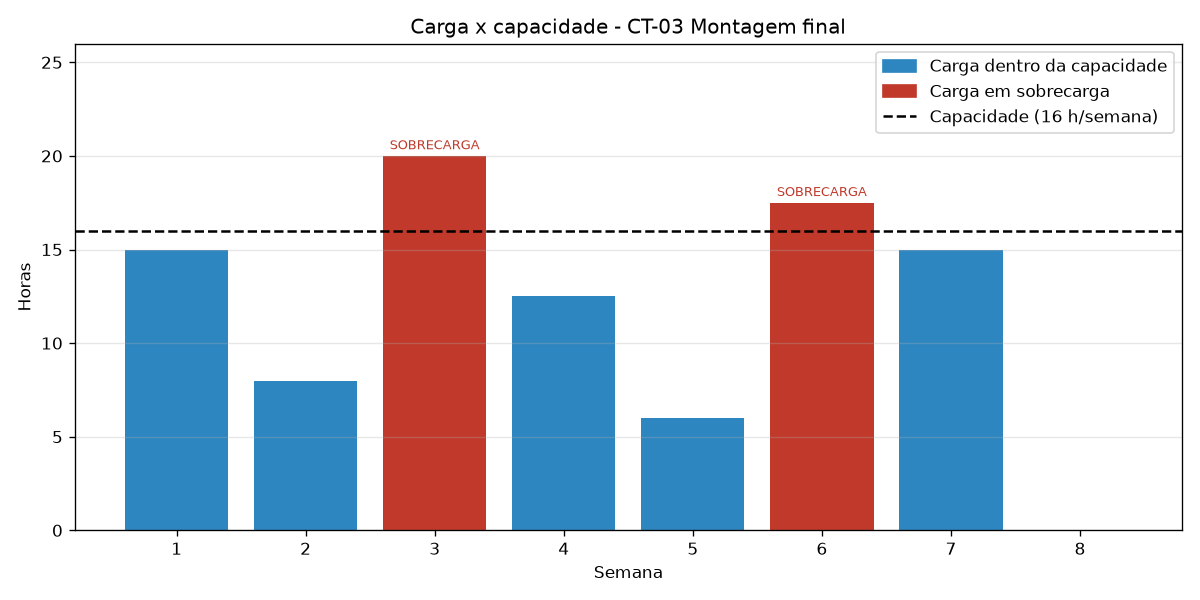 Carga x capacidade - CT-03 Montagem final
Carga dentro da capacidade
Carga em sobrecarga
Capacidade (16 h/semana)
SOBRECARGA
SOBRECARGA
Horas
25
20
15
10
5
0
1 2 3 4 5 6 7 8
Semana